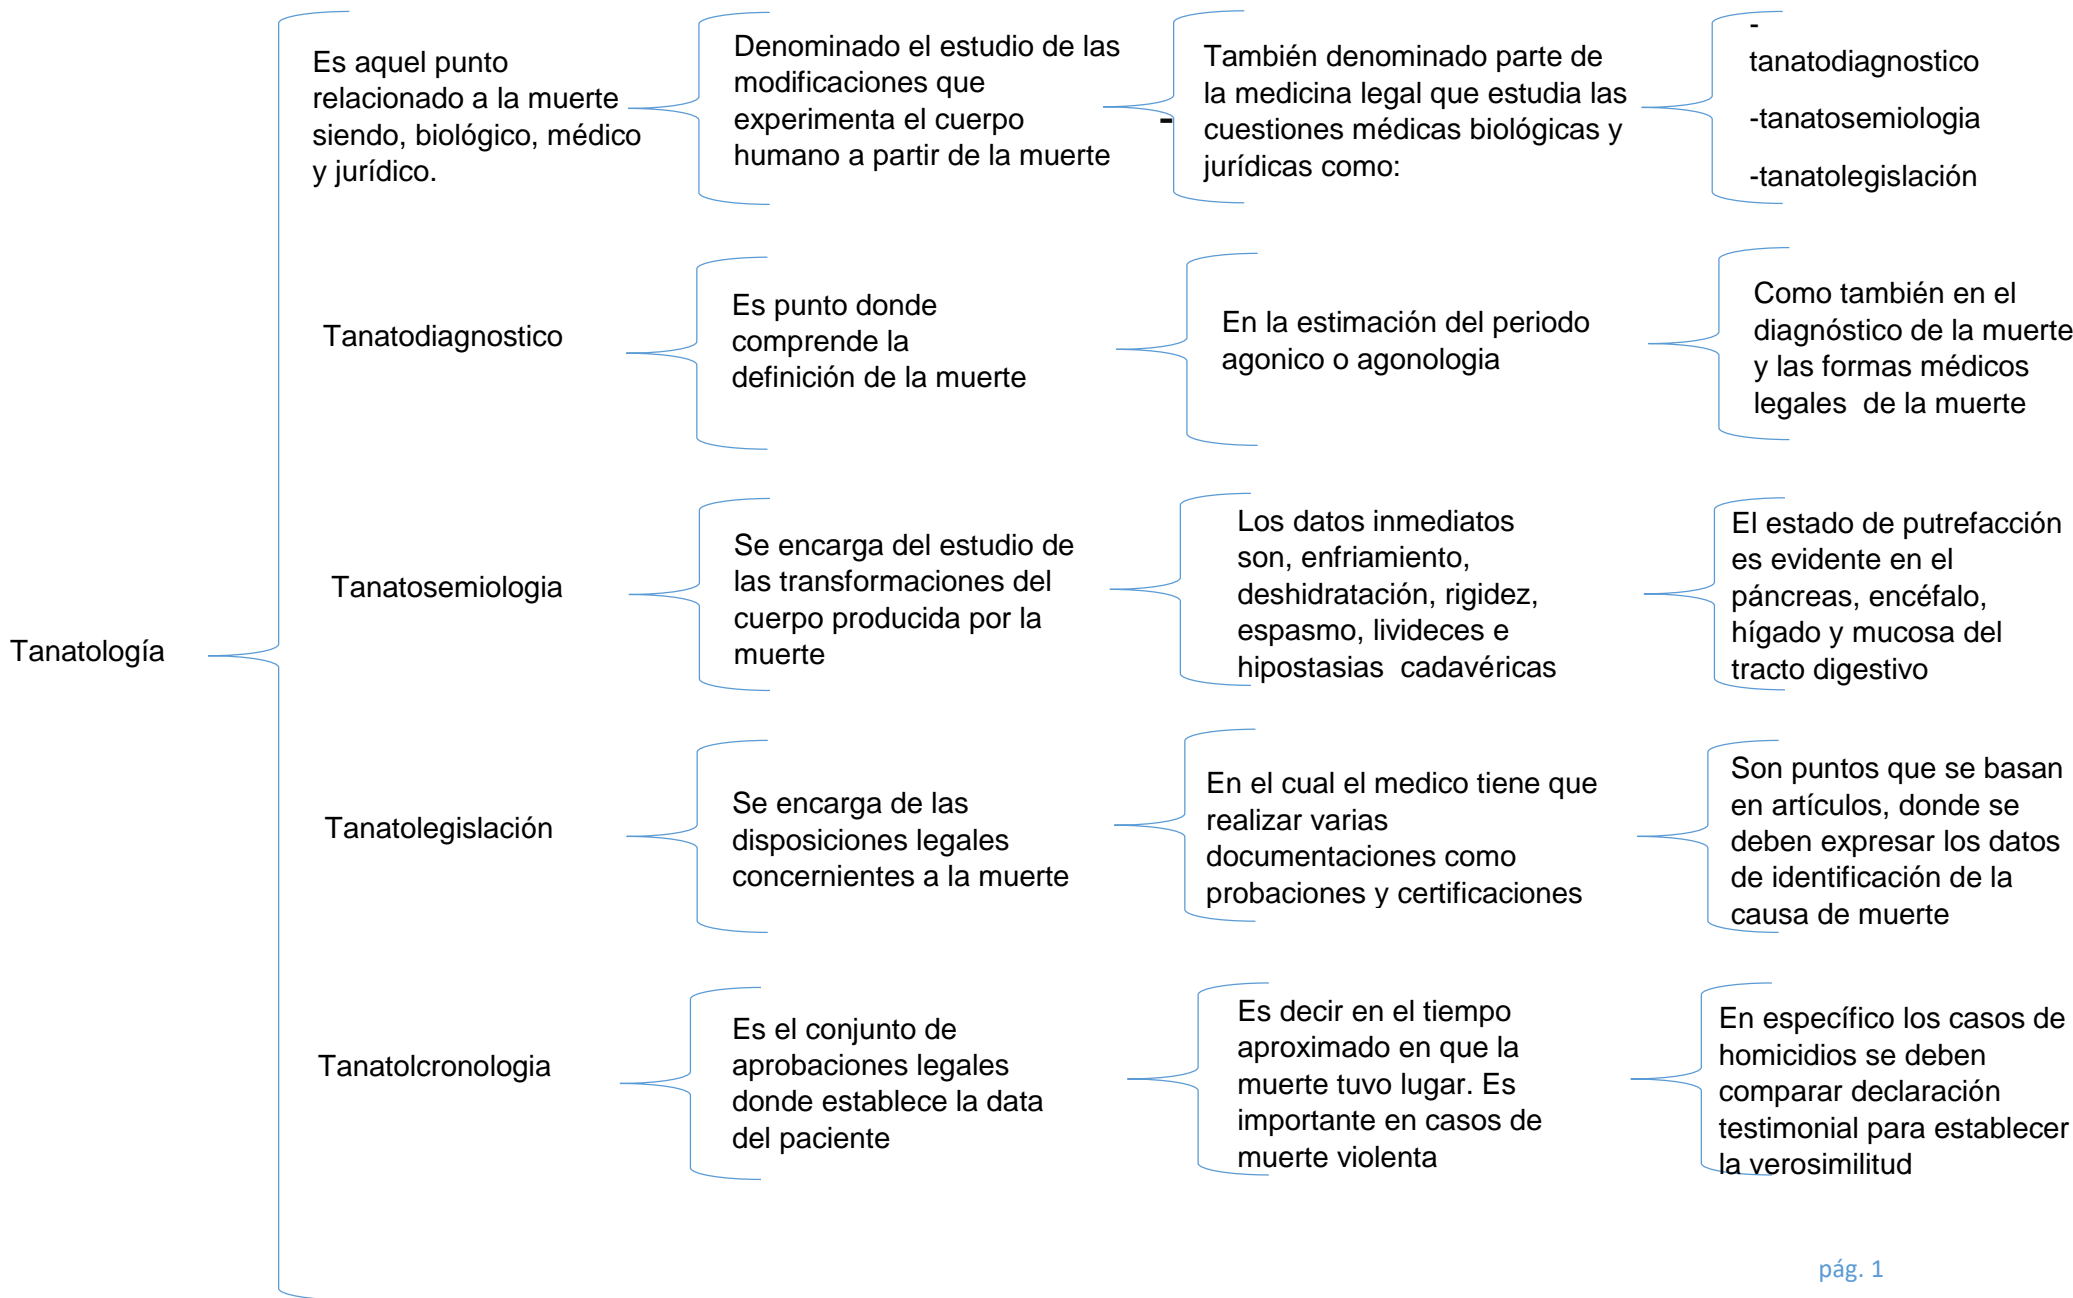 Tanatología
Es aquel punto
relacionado a la muerte
siendo, biológico, médico
y jurídico.
Denominado el estudio de las
modificaciones que
experimenta el cuerpo
humano a partir de la muerte
-
También denominado parte de
la medicina legal que estudia las
cuestiones médicas biológicas y
jurídicas como:
-
tanatodiagnostico
-tanatosemiologia
-tanatolegislación
Tanatodiagnostico
Es punto donde
comprende la
definición de la muerte
En la estimación del periodo
agonico o agonologia
Como también en el
diagnóstico de la muerte
y las formas médicos
legales  de la muerte
Tanatosemiologia
Se encarga del estudio de
las transformaciones del
cuerpo producida por la
muerte
Los datos inmediatos
son, enfriamiento,
deshidratación, rigidez,
espasmo, livideces e
hipostasias  cadavéricas
El estado de putrefacción
es evidente en el
páncreas, encéfalo,
hígado y mucosa del
tracto digestivo
Tanatolegislación
Se encarga de las
disposiciones legales
concernientes a la muerte
En el cual el medico tiene que
realizar varias
documentaciones como
probaciones y certificaciones
Son puntos que se basan
en artículos, donde se
deben expresar los datos
de identificación de la
causa de muerte
Tanatolcronologia
Es el conjunto de
aprobaciones legales
donde establece la data
del paciente
Es decir en el tiempo
aproximado en que la
muerte tuvo lugar. Es
importante en casos de
muerte violenta
En específico los casos de
homicidios se deben
comparar declaración
testimonial para establecer
la verosimilitud
pág. 1